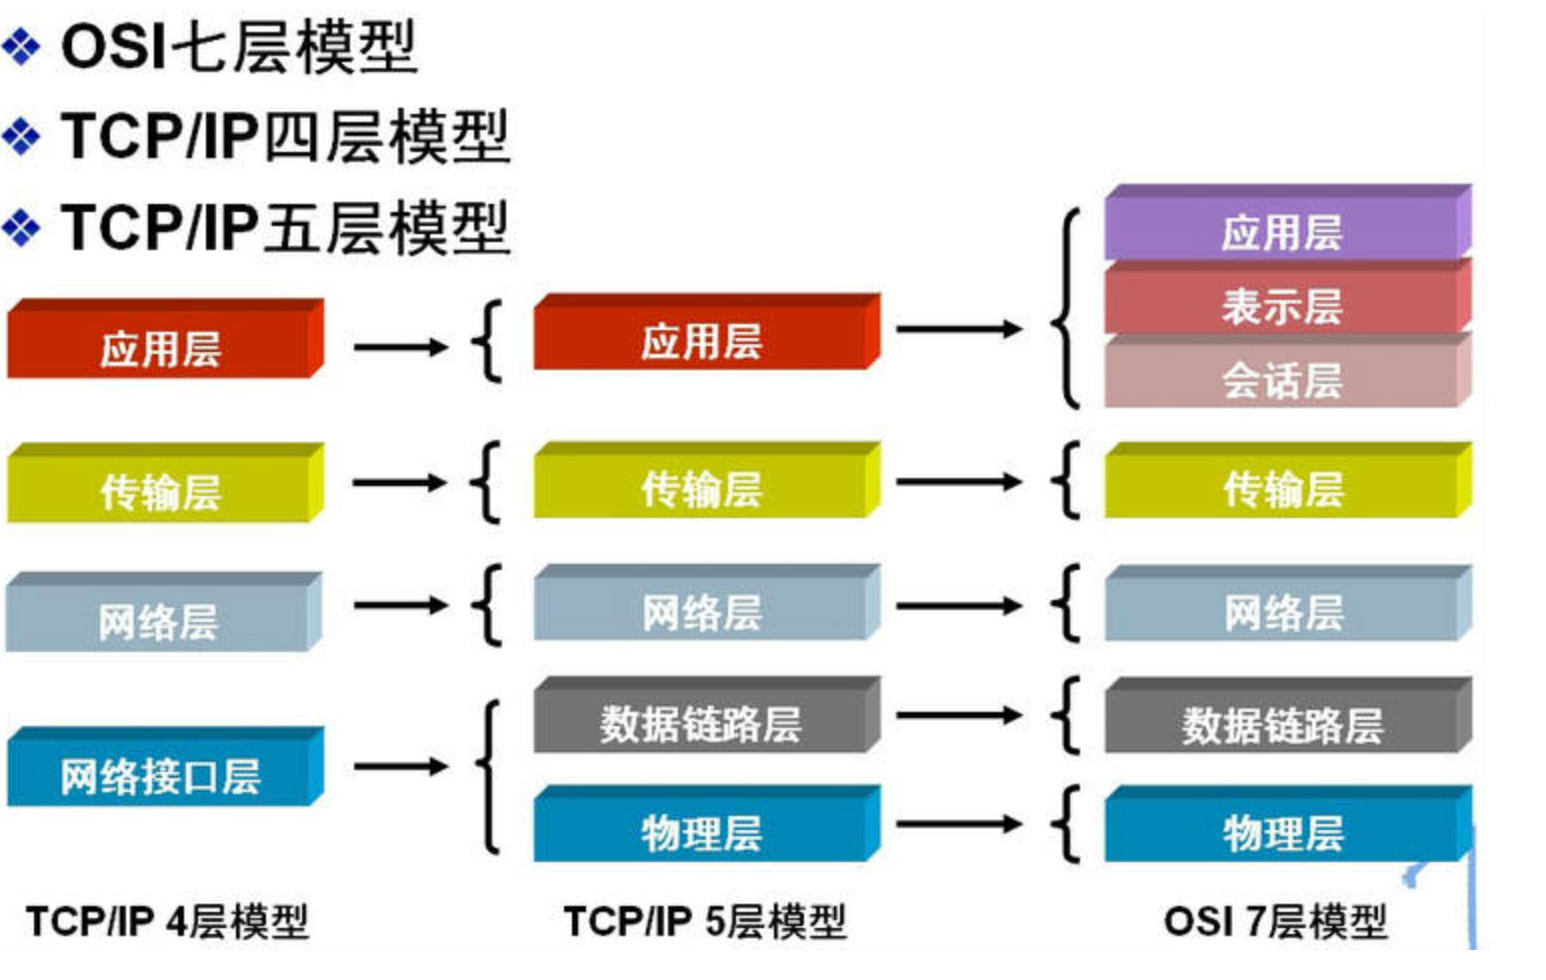 OSI七层模型
TCP/IP四层模型
TCP/IP五层模型
应用层
传输层
网络层
网络接口层
TCP/IP 4层模型
应用层
传输层
网络层
数据链路层
物理层
TCP/IP 5层模型
应用层
表示层
会话层
传输层
网络层
数据链路层
物理层
OSI 7层模型